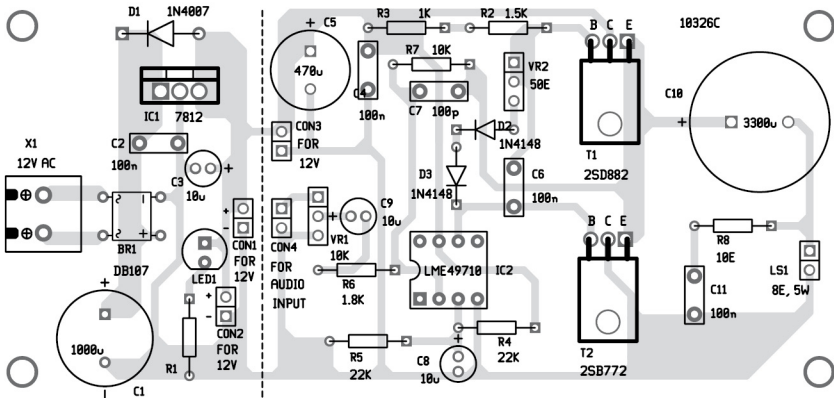 D1 1N4007
IC1 7812
C2
100n
X1
12V AC
C3
10u
+
BR1
DB107
LED1
+
-
CON1
FOR
12V
+
-
CON2
FOR
12V
+
1000u
C1
-
R1
+
C5
470u
C4
100n
CON3
FOR
12V
R3 1K
R2 1.5K
R7 10K
C7
100p
VR2
50E
D2
1N4148
D3
1N4148
C6
100n
B C E
T1
2SD882
10326C
C10
+
3300u
CON4
FOR
AUDIO
INPUT
VR1
10K
+
C9
10u
R6
1.8K
LME49710
IC2
R5
22K
R4
22K
+
C8
10u
B C E
T2
2SB772
R8
10E
C11
100n
LS1
8E,5W